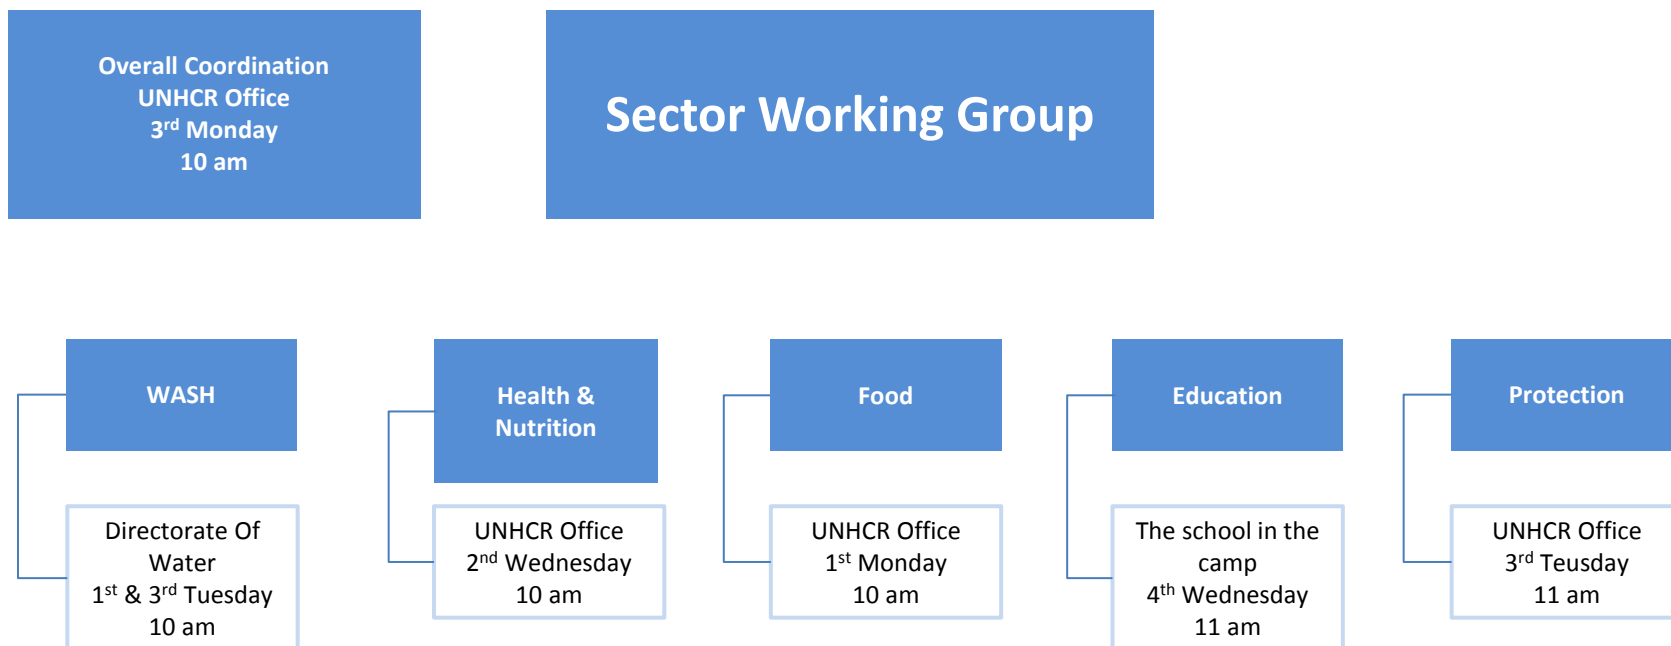 Overall Coordination
UNHCR Office
3rd Monday
10 am
Sector Working Group
WASH
Directorate Of
Water
1st & 3rd Tuesday
10 am
Health &
Nutrition
UNHCR Office
2nd Wednesday
10 am
Food
UNHCR Office
1st Monday
10 am
Education
The school in the
camp
4th Wednesday
11 am
Protection
UNHCR Office
3rd Teusday
11 am